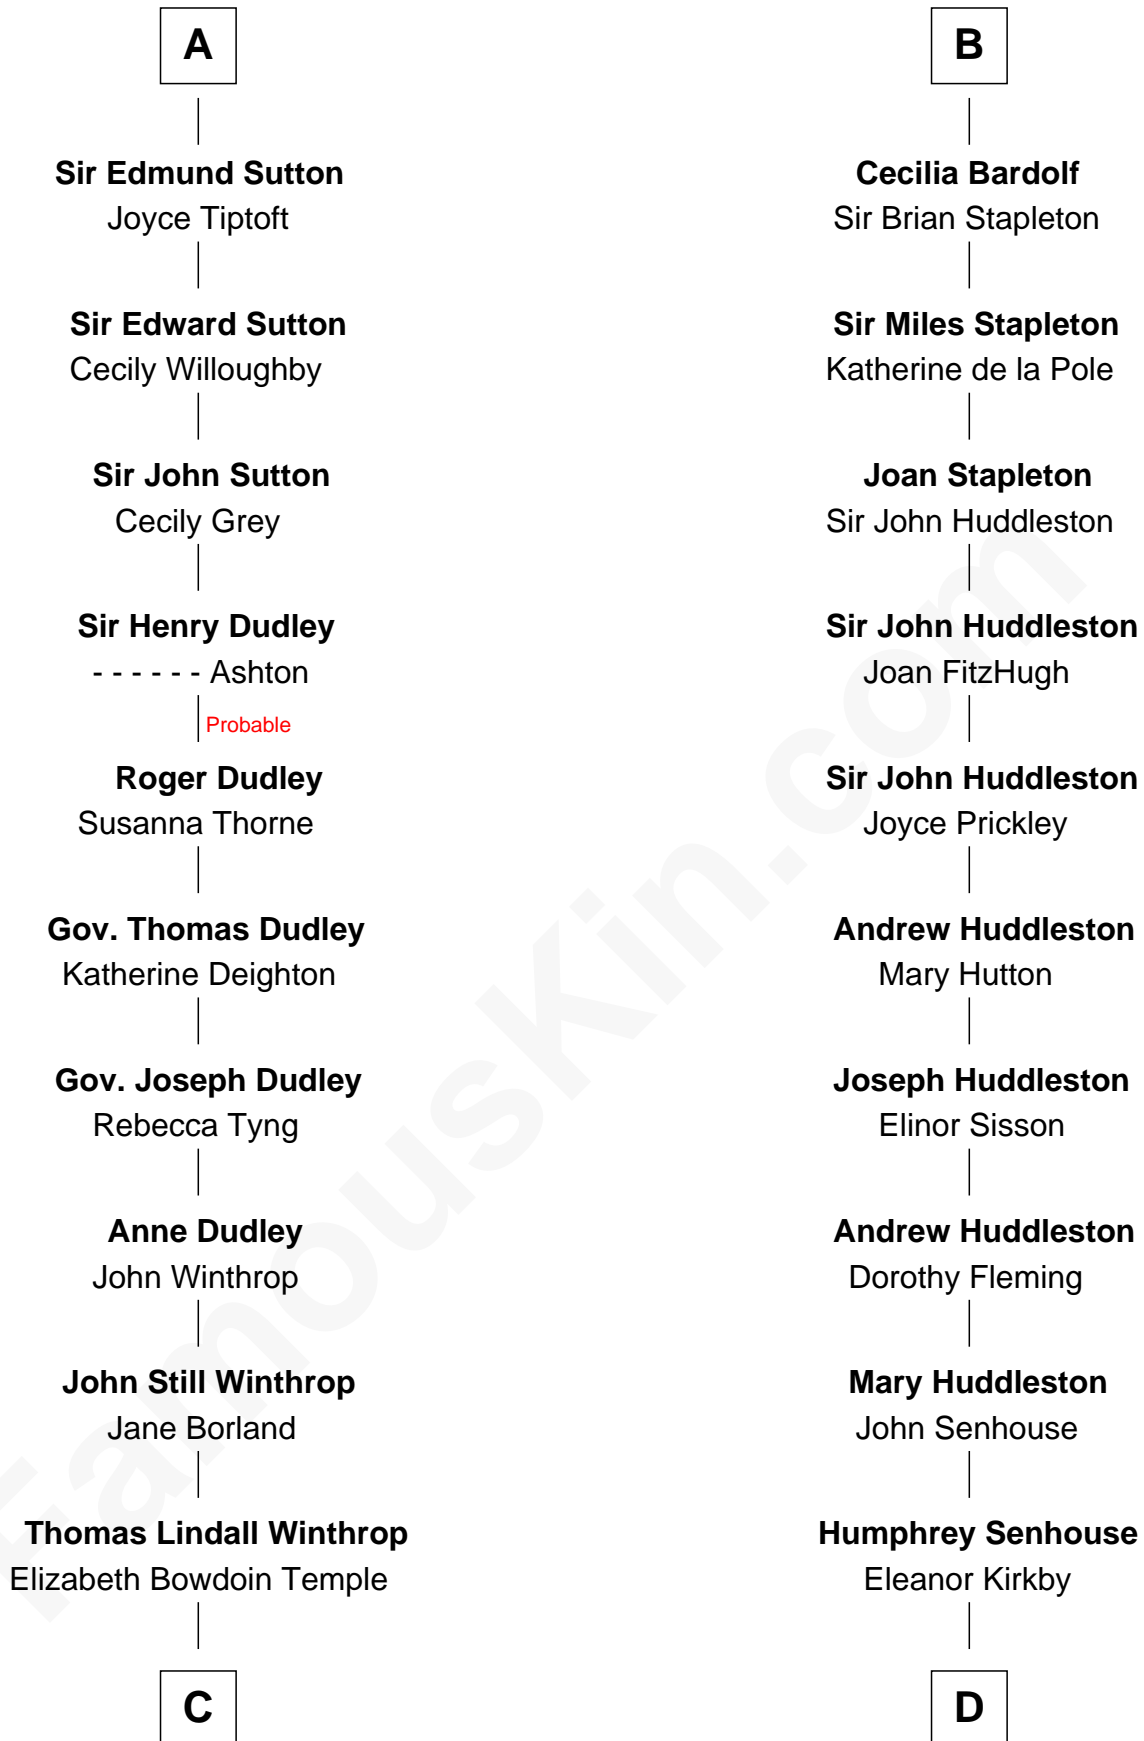 A
Sir Edmund Sutton
Joyce Tiptoft
Sir Edward Sutton
Cecily Willoughby
Sir John Sutton
Cecily Grey
Sir Henry Dudley
- - - - - - Ashton
Probable
Roger Dudley
Susanna Thorne
Gov. Thomas Dudley
Katherine Deighton
Gov. Joseph Dudley
Rebecca Tyng
Anne Dudley
John Winthrop
John Still Winthrop
Jane Borland
Thomas Lindall Winthrop
Elizabeth Bowdoin Temple
C
B
Cecilia Bardolf
Sir Brian Stapleton
Sir Miles Stapleton
Katherine de la Pole
Joan Stapleton
Sir John Huddleston
Sir John Huddleston
Joan FitzHugh
Sir John Huddleston
Joyce Prickley
Andrew Huddleston
Mary Hutton
Joseph Huddleston
Elinor Sisson
Andrew Huddleston
Dorothy Fleming
Mary Huddleston
John Senhouse
Humphrey Senhouse
Eleanor Kirkby
D
FamousKin.com